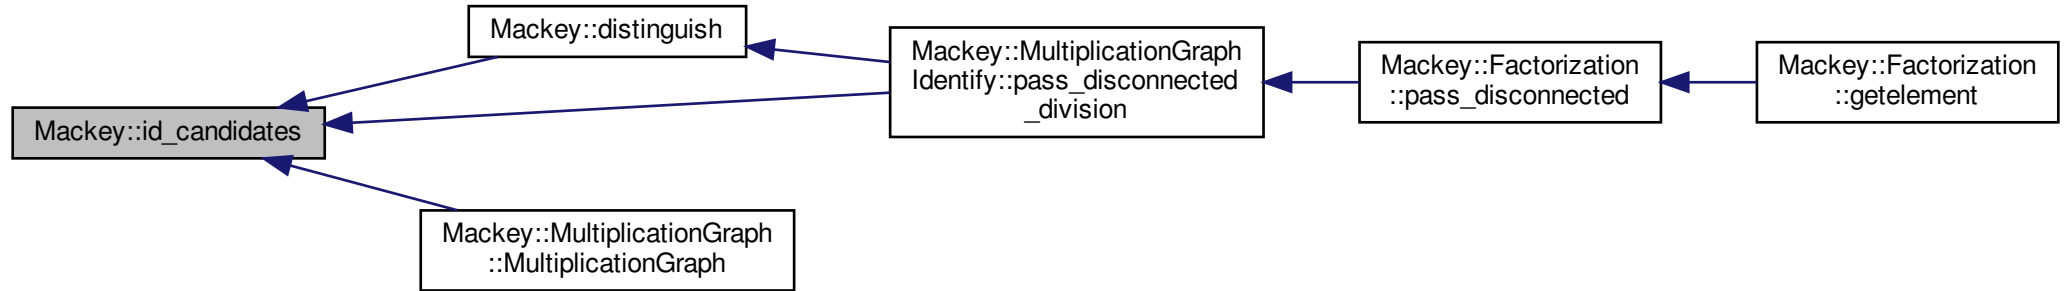 Mackey::distinguish
Mackey::MultiplicationGraph
Identify::pass_disconnected
_division
Mackey::Factorization
::pass_disconnected
Mackey::Factorization
::getelement
Mackey::id_candidates
Mackey::MultiplicationGraph
::MultiplicationGraph